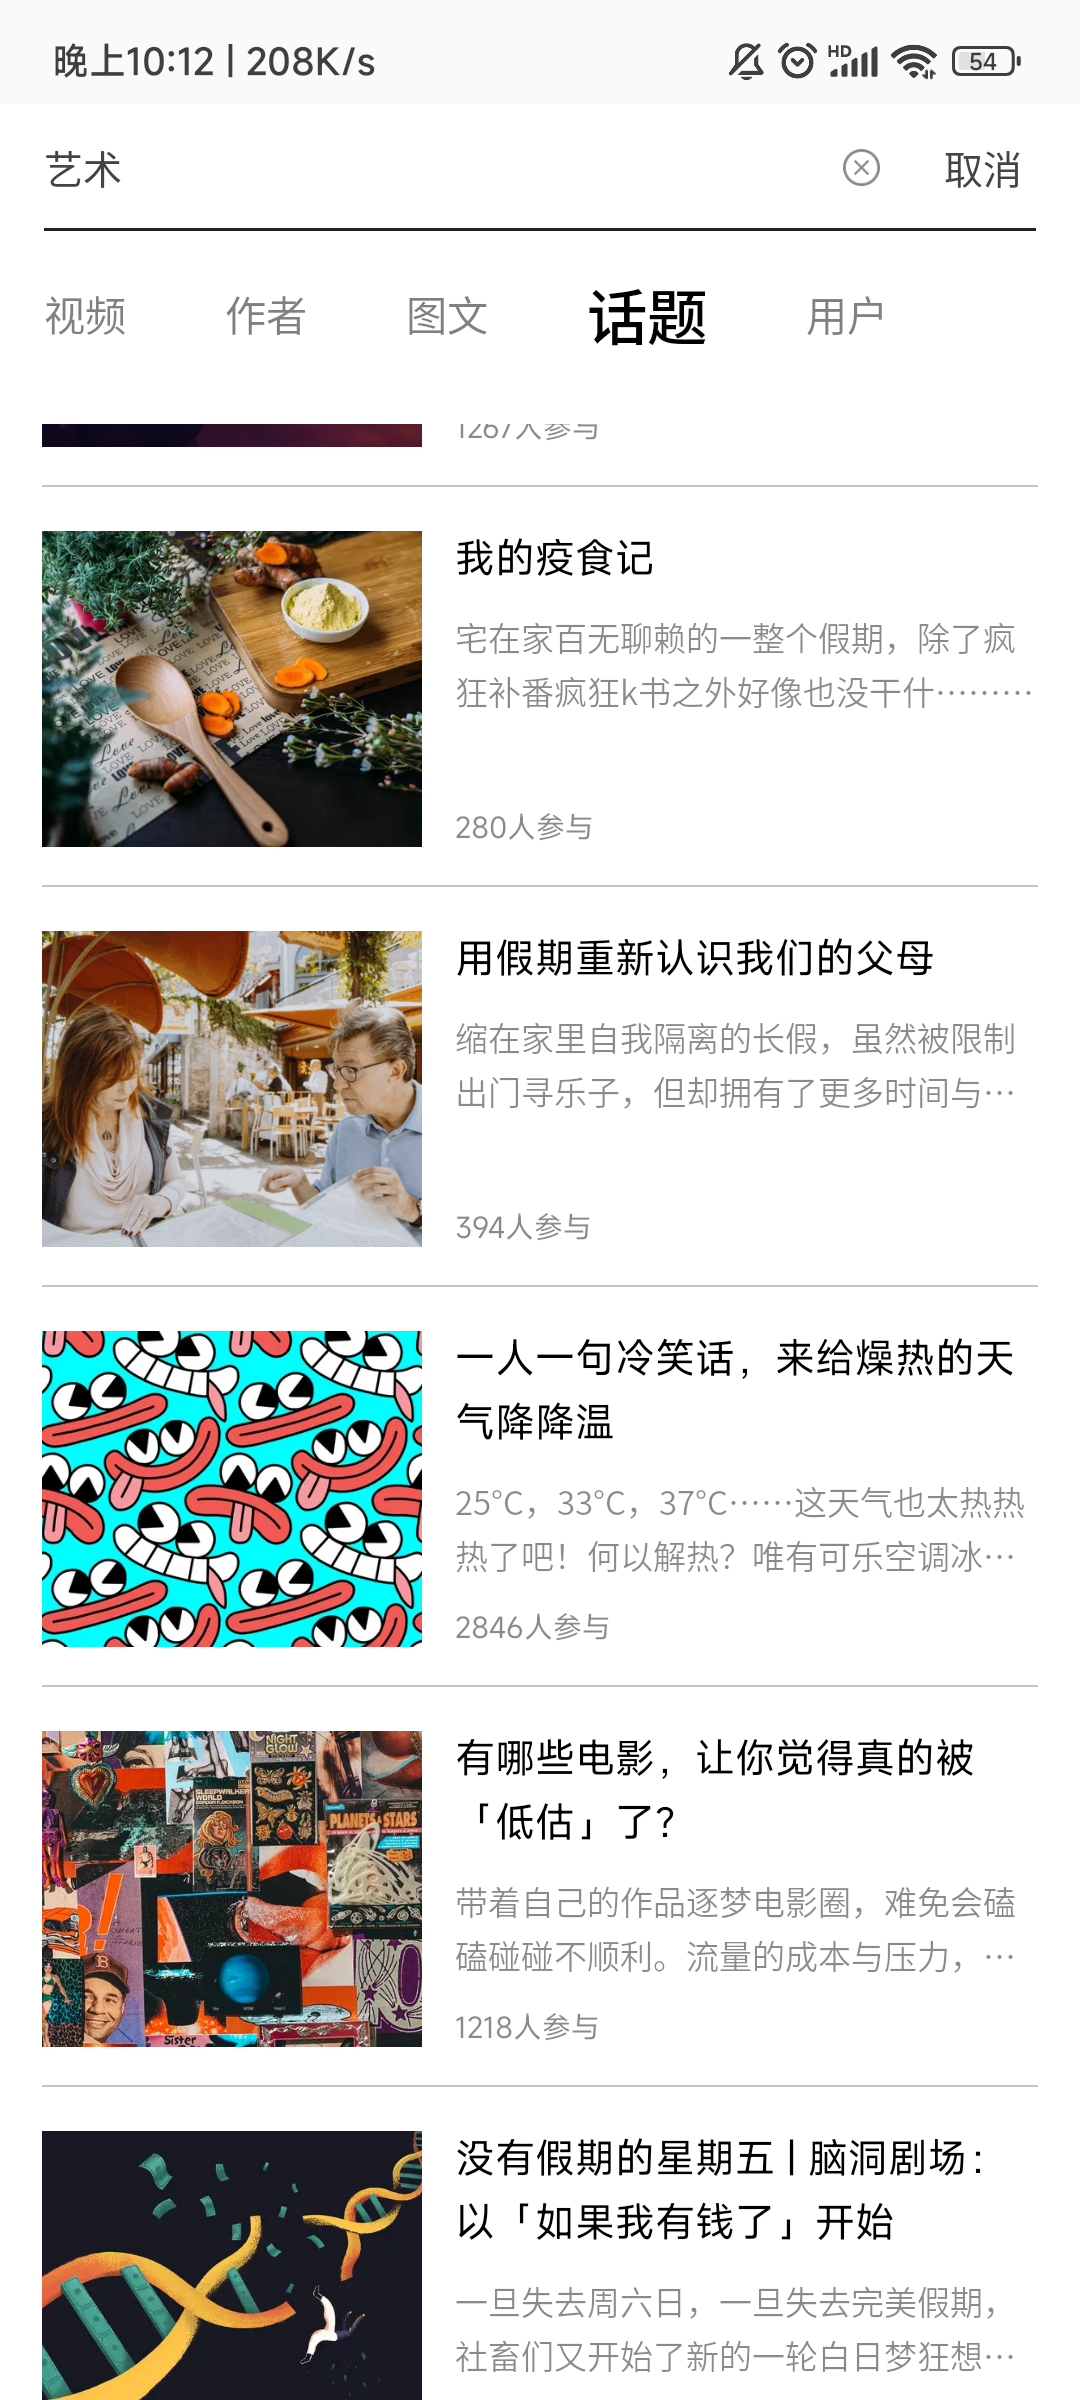 晚上10:12 | 208K/s
HD
54
艺术
取消
视频 作者 图文 话题 用户
1267人参与
我的疫食记
宅在家百无聊赖的一整个假期，除了疯
狂补番疯狂k书之外好像也没干什………
280人参与
用假期重新认识我们的父母
缩在家里自我隔离的长假，虽然被限制
出门寻乐子，但却拥有了更多时间与…
394人参与
一人一句冷笑话，来给燥热的天
气降降温
25°C，33°C，37°C……这天气也太热热
热了吧！何以解热？唯有可乐空调冰…
2846人参与
NIGHT
GLOW
SLEEPWALKER'S
WORLD
PLANETS & STARS
Sister
有哪些电影，让你觉得真的被
「低估」了？
带着自己的作品逐梦电影圈，难免会磕
磕碰碰不顺利。流量的成本与压力，…
1218人参与
没有假期的星期五 | 脑洞剧场：
以「如果我有钱了」开始
一旦失去周六日，一旦失去完美假期，
社畜们又开始了新的一轮白日梦狂想…